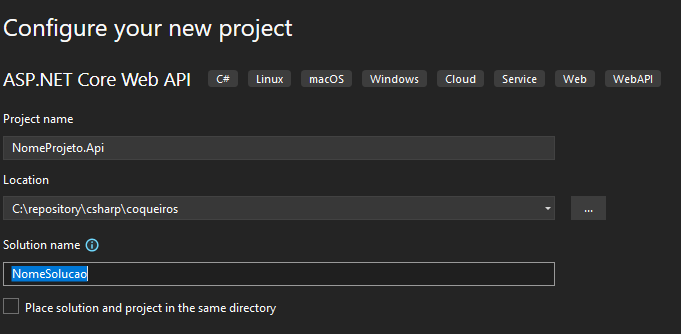 Configure your new project
ASP.NET Core Web API C# Linux macOS Windows Cloud Service Web WebAPI
Project name
NomeProjeto.Api
Location
C:\repository\csharp\coqueiros
...
Solution name
NomeSolucao
Place solution and project in the same directory